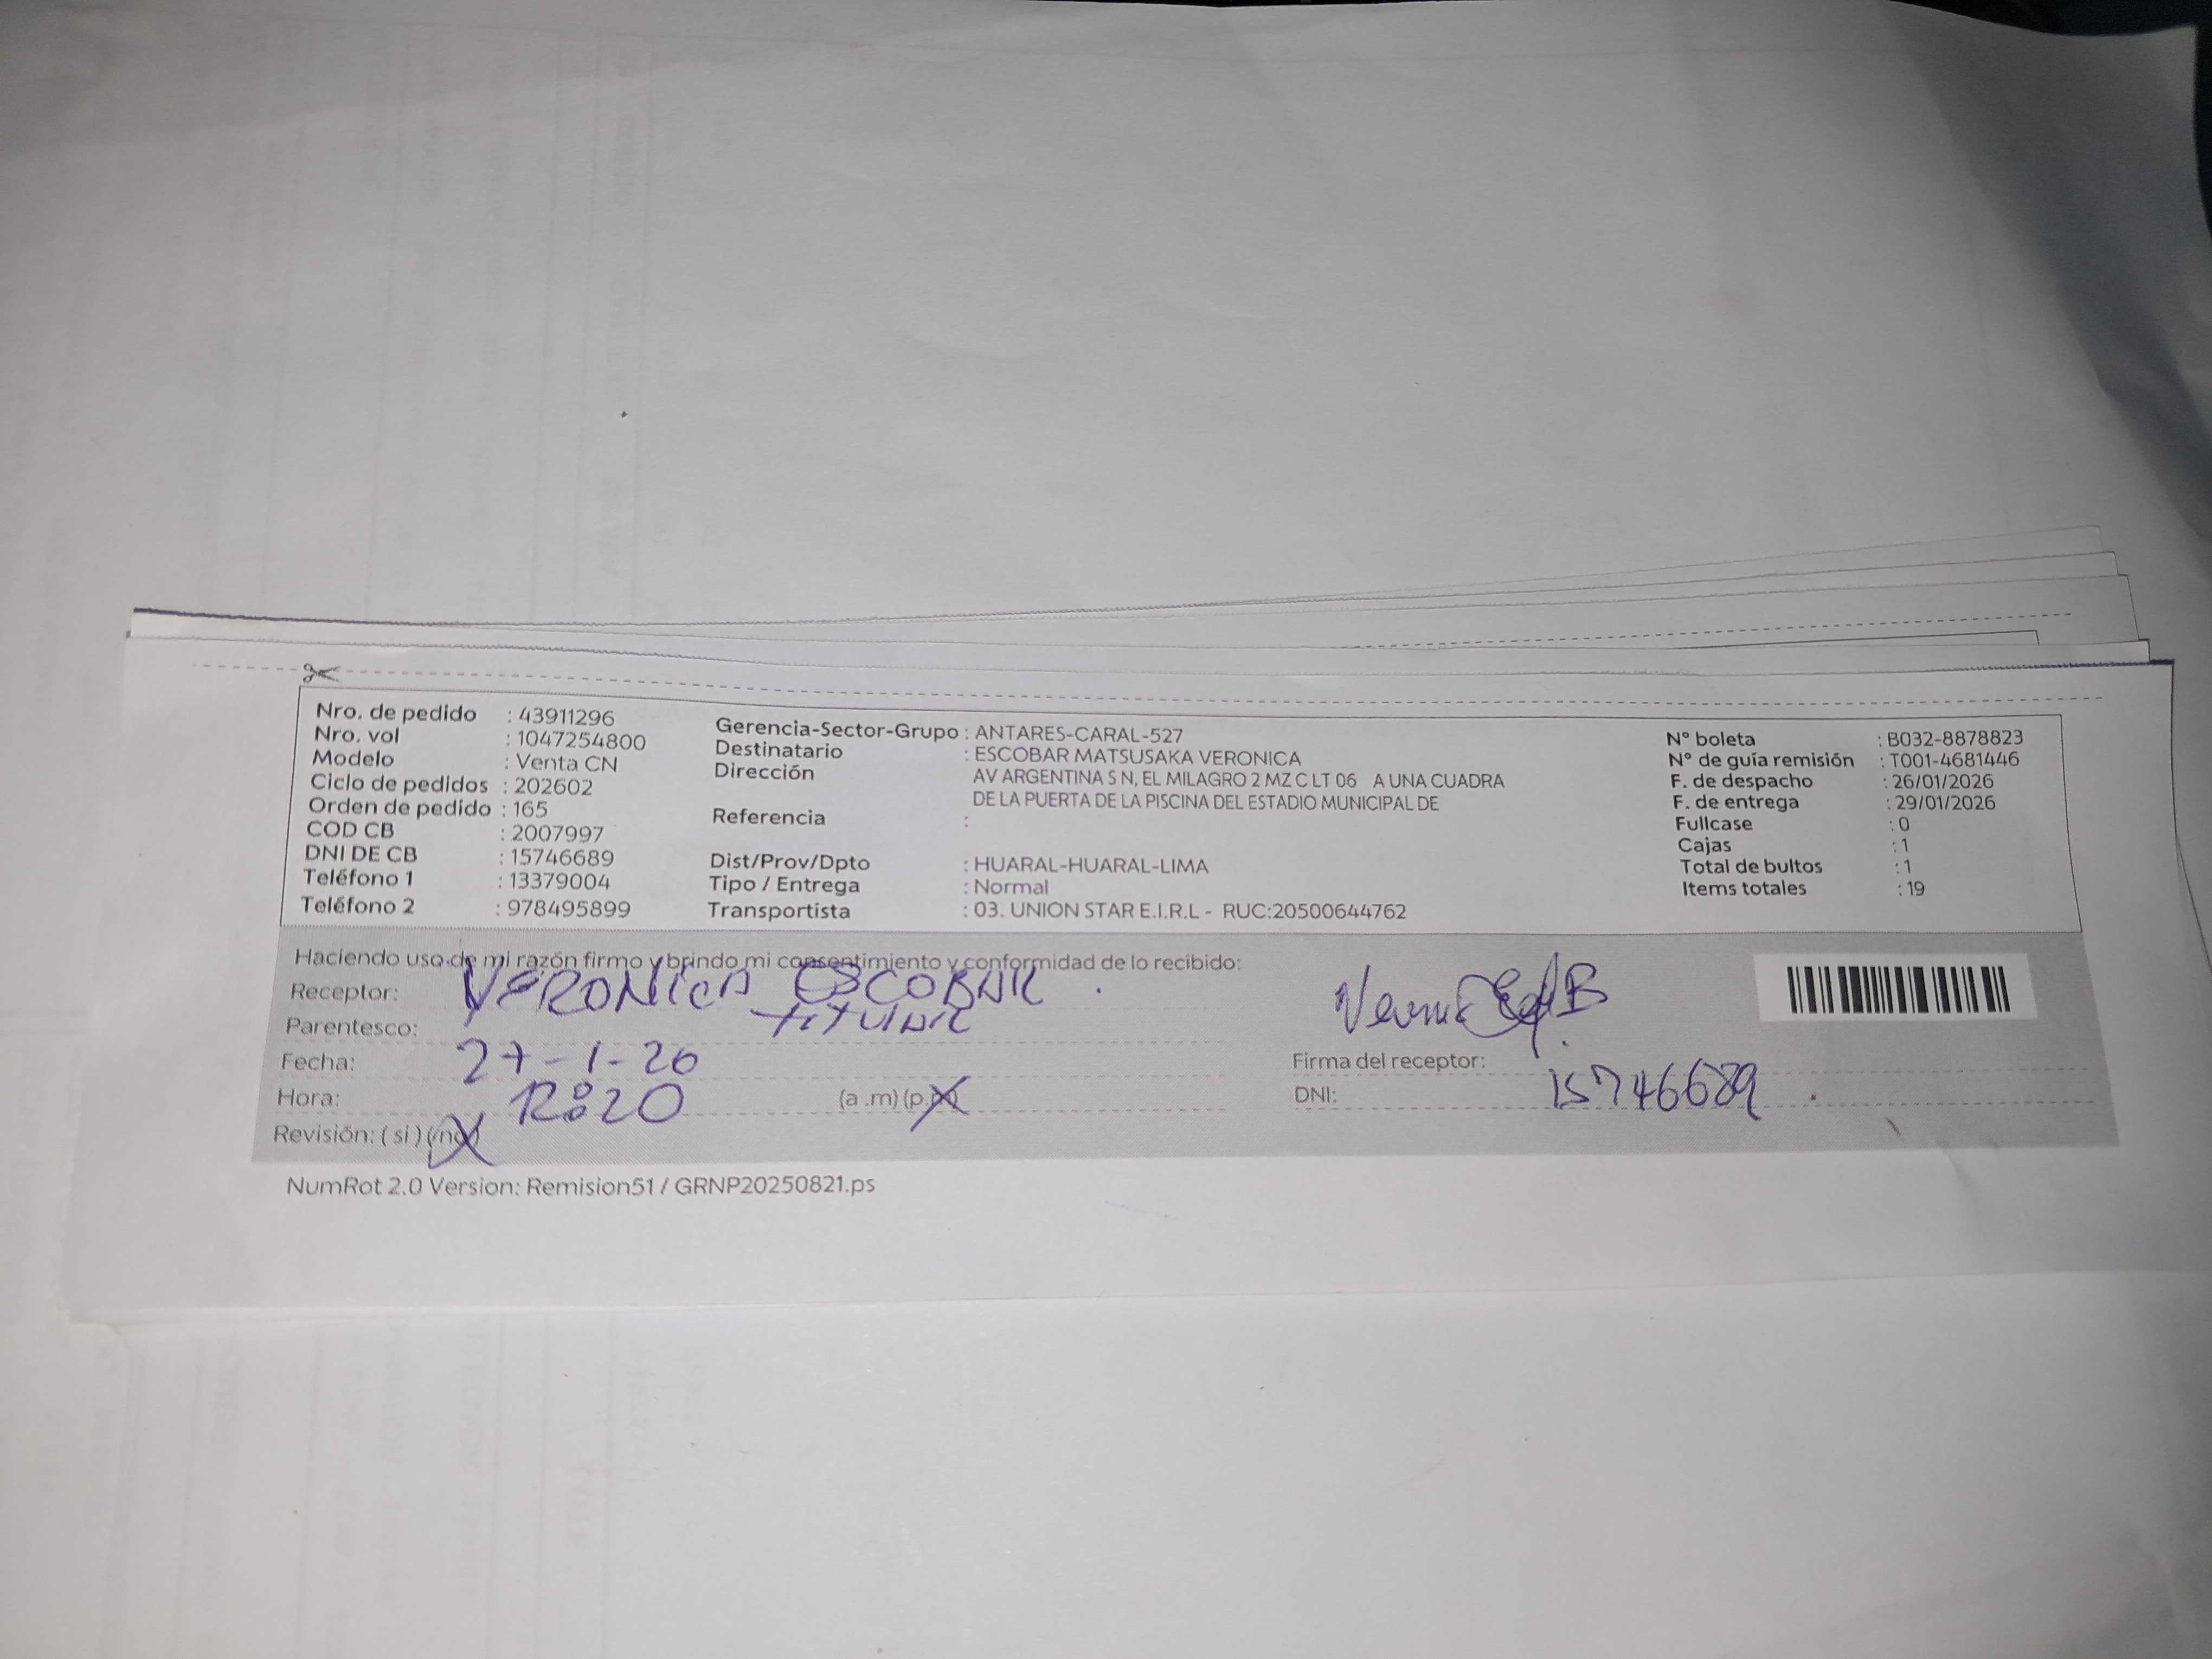 Nro. de pedido : 43911296
Nro. vol : 1047254800
Modelo : Venta CN
Ciclo de pedidos : 202602
Orden de pedido : 165
COD CB : 2007997
DNI DE CB : 15746689
Teléfono 1 : 13379004
Teléfono 2 : 978495899
Gerencia-Sector-Grupo : ANTARES-CARAL-527
Destinatario : ESCOBAR MATSUSAKA VERONICA
Dirección AV ARGENTINA S N, EL MILAGRO 2 MZ C LT 06 A UNA CUADRA
DE LA PUERTA DE LA PISCINA DEL ESTADIO MUNICIPAL DE
Referencia :
Dist/Prov/Dpto : HUARAL-HUARAL-LIMA
Tipo / Entrega : Normal
Transportista : 03. UNION STAR E.I.R.L - RUC:20500644762
N° boleta : B032-8878823
N° de guía remisión : T001-4681446
F. de despacho : 26/01/2026
F. de entrega : 29/01/2026
Fullcase : 0
Cajas : 1
Total de bultos : 1
Items totales : 19
Haciendo uso de mi razón firmo y brindo mi consentimiento y conformidad de lo recibido:
Receptor: VERONICA ESCOBAR
Parentesco: TITULAR
Fecha: 27-1-26
Hora: 12:20 (a .m) (p.m)
Revisión: ( si ) ( no )
Firma del receptor:
DNI: 15746689
NumRot 2.0 Version: Remision51 / GRNP20250821.ps